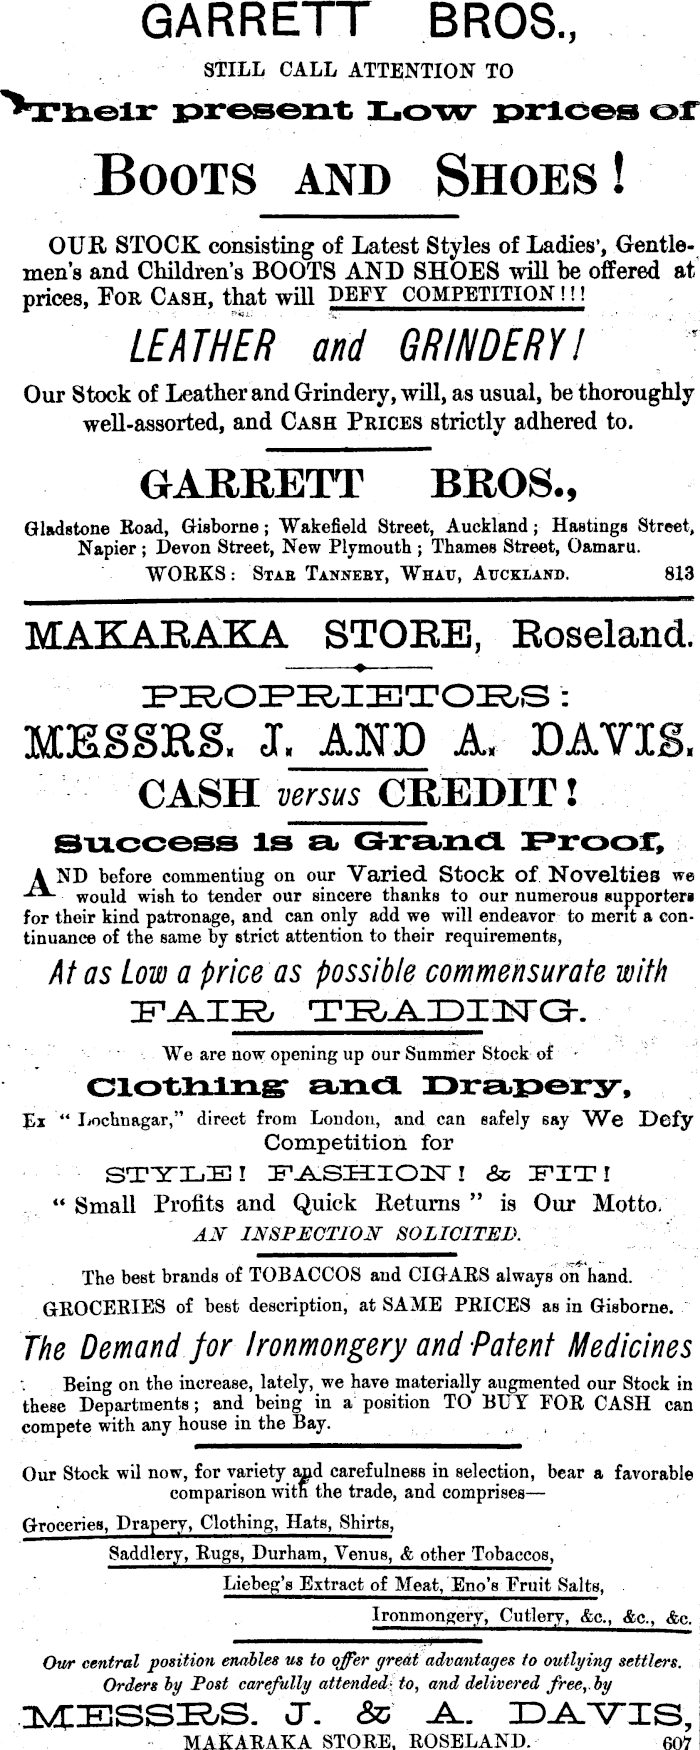 GARRETT BROS.,
STILL CALL ATTENTION TO
Their present Low prices of
BOOTS AND SHOES!
OUR STOCK consisting of Latest Styles of Ladies', Gentle-
men's and Children's BOOTS AND SHOES will be offered at
prices, FOR CASH, that will DEFY COMPETITION!!!
LEATHER and GRINDERY!
Our Stock of Leather and Grindery, will, as usual, be thoroughly
well-assorted, and CASH PRICES strictly adhered to.
GARRETT BROS.,
Gladstone Road, Gisborne; Wakefield Street, Auckland; Hastings Street,
Napier; Devon Street, New Plymouth; Thames Street, Oamaru.
WORKS: STAR TANNERY, WHAU, AUCKLAND. 813
MAKARAKA STORE, Roseland.
PROPRIETORS:
MESSRS. J. AND A. DAVIS.
CASH versus CREDIT!
Success is a Grand Proof,
AND before commenting on our Varied Stock of Novelties we
would wish to tender our sincere thanks to our numerous supporters
for their kind patronage, and can only add we will endeavor to merit a con-
tinuance of the same by strict attention to their requirements,
At as Low a price as possible commensurate with
FAIR TRADING.
We are now opening up our Summer Stock of
Clothing and Drapery,
Ex "Lochnagar," direct from London, and can safely say We Defy
Competition for
STYLE! FASHION! & FIT!
"Small Profits and Quick Returns" is Our Motto.
AN INSPECTION SOLICITED.
The best brands of TOBACCOS and CIGARS always on hand.
GROCERIES of best description, at SAME PRICES as in Gisborne.
The Demand for Ironmongery and Patent Medicines
Being on the increase, lately, we have materially augmented our Stock in
these Departments; and being in a position TO BUY FOR CASH can
compete with any house in the Bay.
Our Stock wil now, for variety and carefulness in selection, bear a favorable
comparison with the trade, and comprises—
Groceries, Drapery, Clothing, Hats, Shirts,
Saddlery, Rugs, Durham, Venus, & other Tobaccos,
Liebeg's Extract of Meat, Eno's Fruit Salts,
Ironmongery, Cutlery, &c., &c., &c.
Our central position enables us to offer great advantages to outlying settlers.
Orders by Post carefully attended to, and delivered free, by
MESSRS. J. & A. DAVIS,
MAKARAKA STORE, ROSELAND. 607